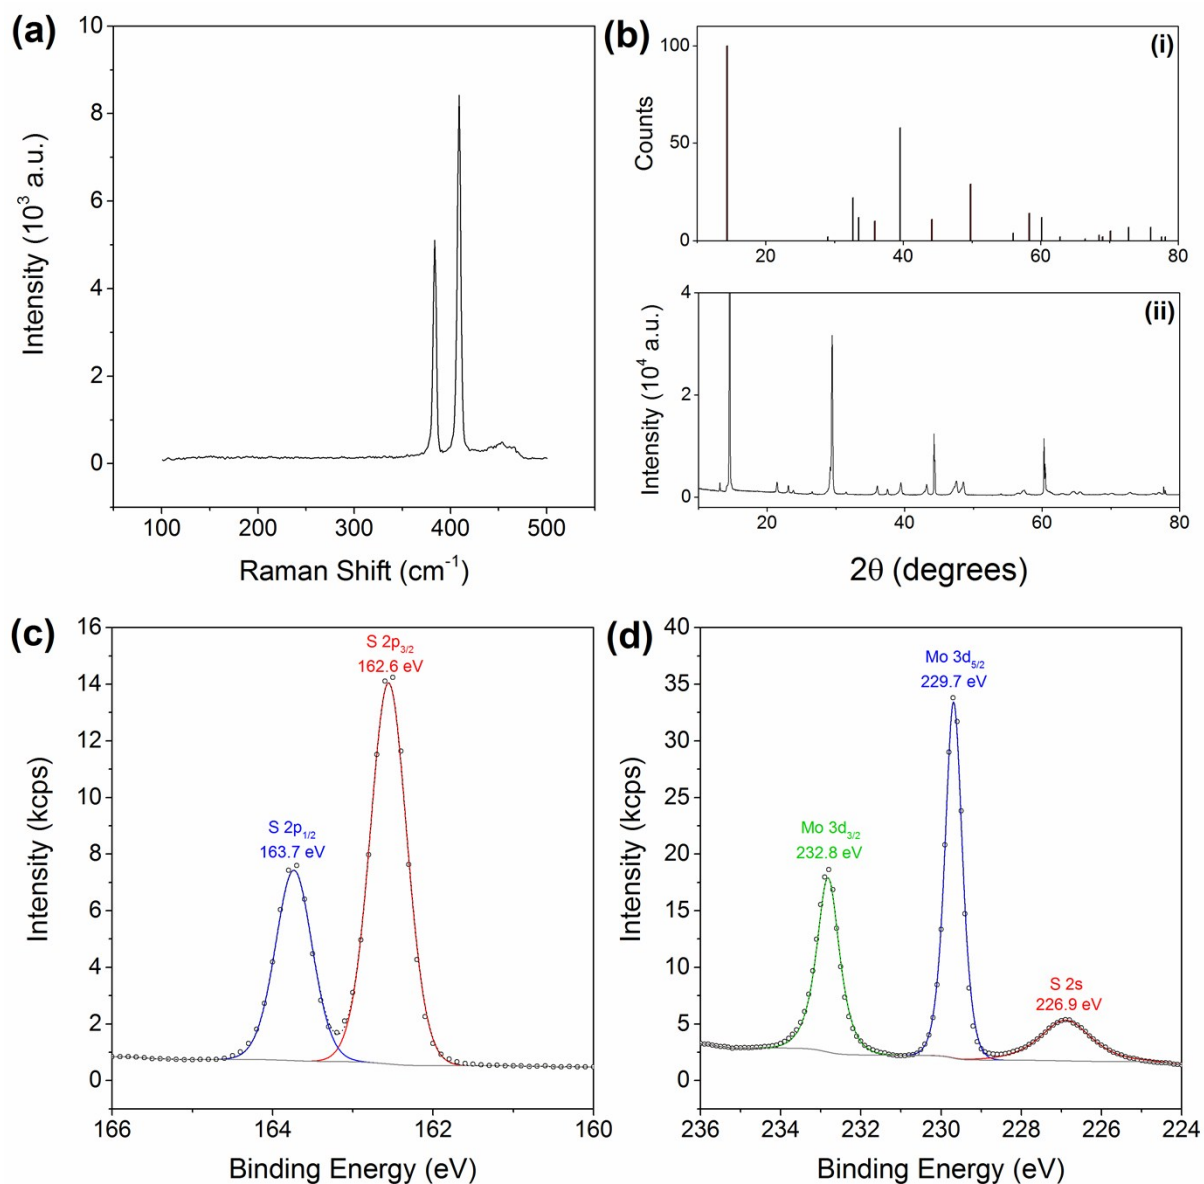 (a)
10
8
6
4
2
0
Intensity (10³ a.u.)
100 200 300 400 500
Raman Shift (cm⁻¹)
(b)
(i)
100
50
0
Counts
20 40 60 80
(ii)
4
2
0
Intensity (10⁴ a.u.)
20 40 60 80
2θ (degrees)
(c)
16
14
12
10
8
6
4
2
0
Intensity (kcps)
S 2p₃/₂
162.6 eV
S 2p₁/₂
163.7 eV
166 164 162 160
Binding Energy (eV)
(d)
40
35
30
25
20
15
10
5
0
Intensity (kcps)
Mo 3d₅/₂
229.7 eV
Mo 3d₃/₂
232.8 eV
S 2s
226.9 eV
236 234 232 230 228 226 224
Binding Energy (eV)